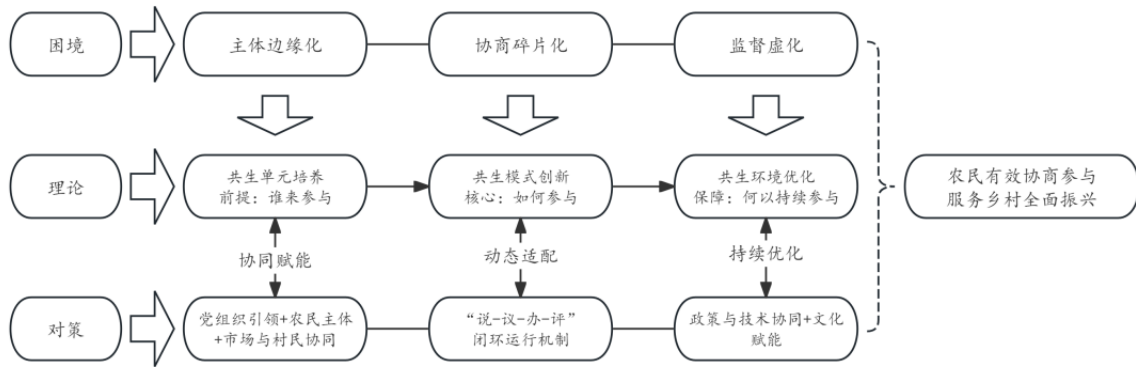 困境
主体边缘化
协商碎片化
监督虚化
理论
共生单元培养
前提：谁来参与
共生模式创新
核心：如何参与
共生环境优化
保障：何以持续参与
农民有效协商参与
服务乡村全面振兴
协同赋能
动态适配
持续优化
对策
党组织引领+农民主体
+市场与村民协同
“说-议-办-评”
闭环运行机制
政策与技术协同+文化
赋能